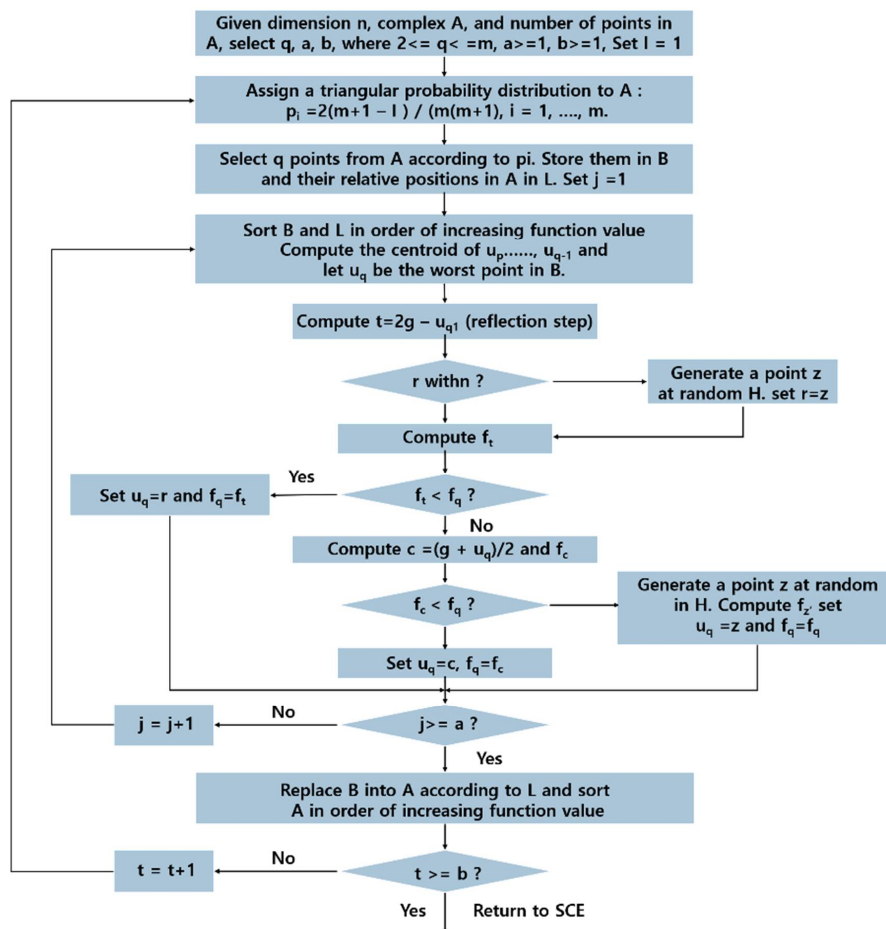 Given dimension n, complex A, and number of points in
A, select q, a, b, where 2<= q< =m, a>=1, b>=1, Set I = 1
Assign a triangular probability distribution to A :
pi =2(m+1 – I ) / (m(m+1), i = 1, ...., m.
Select q points from A according to pi. Store them in B
and their relative positions in A in L. Set j =1
Sort B and L in order of increasing function value
Compute the centroid of up......, uq-1 and
let uq be the worst point in B.
Compute t=2g – uq1 (reflection step)
r withn ?
Generate a point z
at random H. set r=z
Compute ft
Yes
Set uq=r and fq=ft
ft < fq ?
No
Compute c =(g + uq)/2 and fc
fc < fq ?
Generate a point z at random
in H. Compute fz' set
uq =z and fq=fq
Set uq=c, fq=fc
j = j+1
No
j>= a ?
Yes
Replace B into A according to L and sort
A in order of increasing function value
t = t+1
No
t >= b ?
Yes
Return to SCE